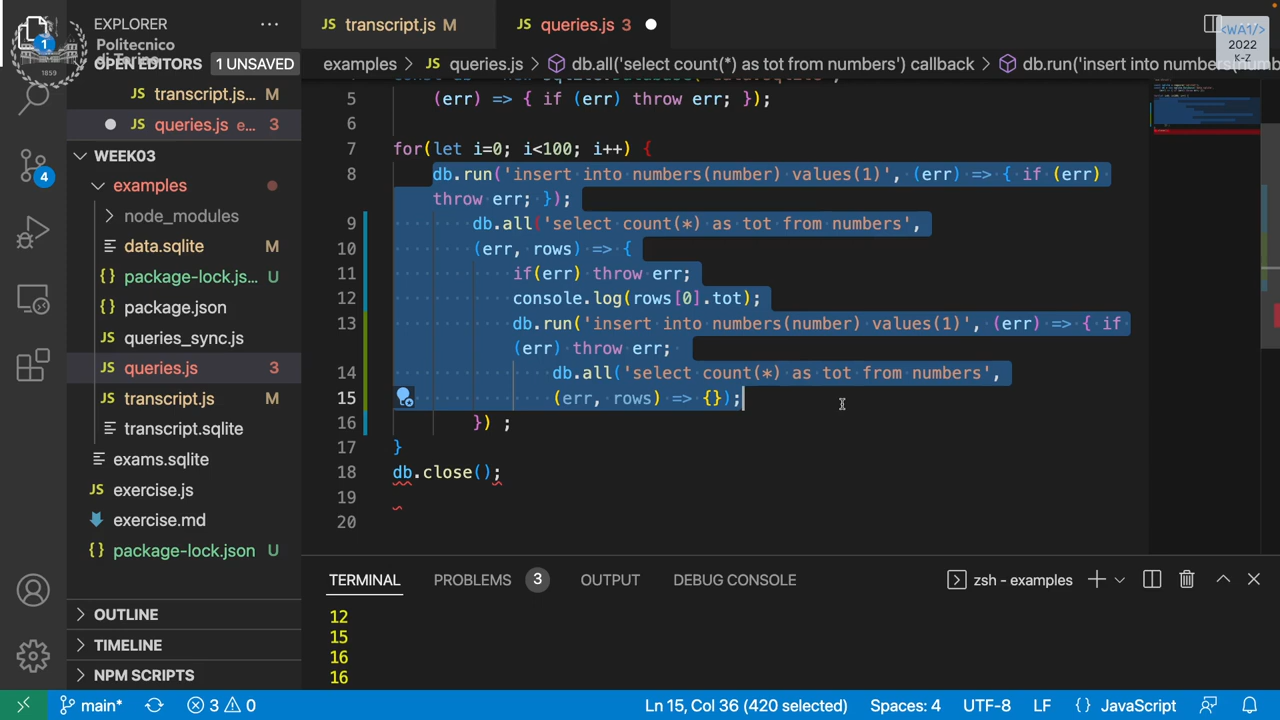 EXPLORER
Politecnico
di Torino
1859
OPEN EDITORS 1 UNSAVED
transcript.js... M
queries.js e... 3
WEEK03
examples
node_modules
data.sqlite M
package-lock.js... U
package.json
queries_sync.js
queries.js 3
transcript.js M
transcript.sqlite
exams.sqlite
exercise.js
exercise.md
package-lock.json U
OUTLINE
TIMELINE
NPM SCRIPTS
transcript.js M
queries.js 3
<WA1/>
2022
K-Z
examples > queries.js > db.all('select count(*) as tot from numbers') callback > db.run('insert into numbers(numb
5 (err) => { if (err) throw err; });
6
7 for(let i=0; i<100; i++) {
8 db.run('insert into numbers(number) values(1)', (err) => { if (err)
throw err; });
9 db.all('select count(*) as tot from numbers',
10 (err, rows) => {
11 if(err) throw err;
12 console.log(rows[0].tot);
13 db.run('insert into numbers(number) values(1)', (err) => { if
(err) throw err;
14 db.all('select count(*) as tot from numbers',
15 (err, rows) => {});
16 }) ;
17 }
18 db.close();
19
20
TERMINAL PROBLEMS 3 OUTPUT DEBUG CONSOLE zsh - examples
12
15
16
16
main* 3 0 Ln 15, Col 36 (420 selected) Spaces: 4 UTF-8 LF {} JavaScript